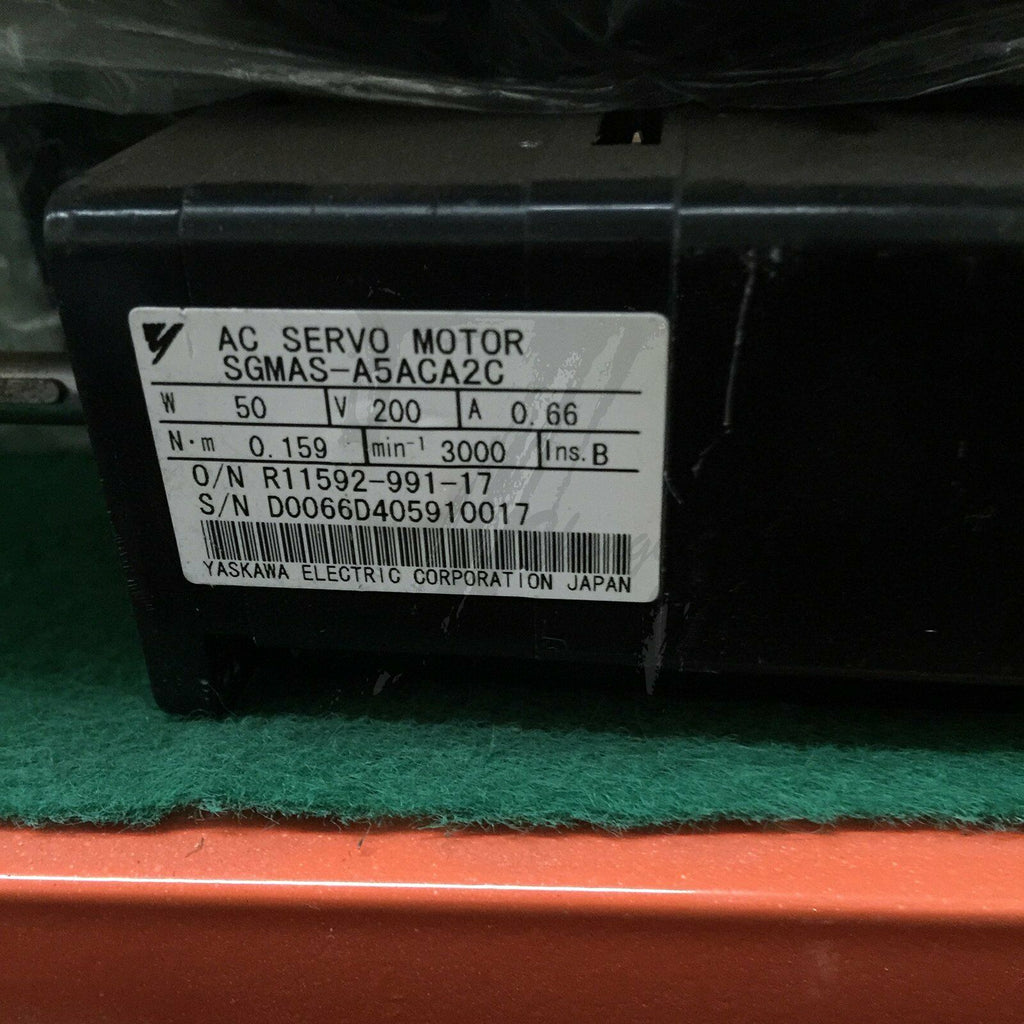 AC SERVO MOTOR
SGMAS-A5ACA2C
W 50 V 200 A 0.66
N·m 0.159 min⁻¹ 3000 Ins. B
O/N R11592-991-17
S/N D0066D405910017
YASKAWA ELECTRIC CORPORATION JAPAN